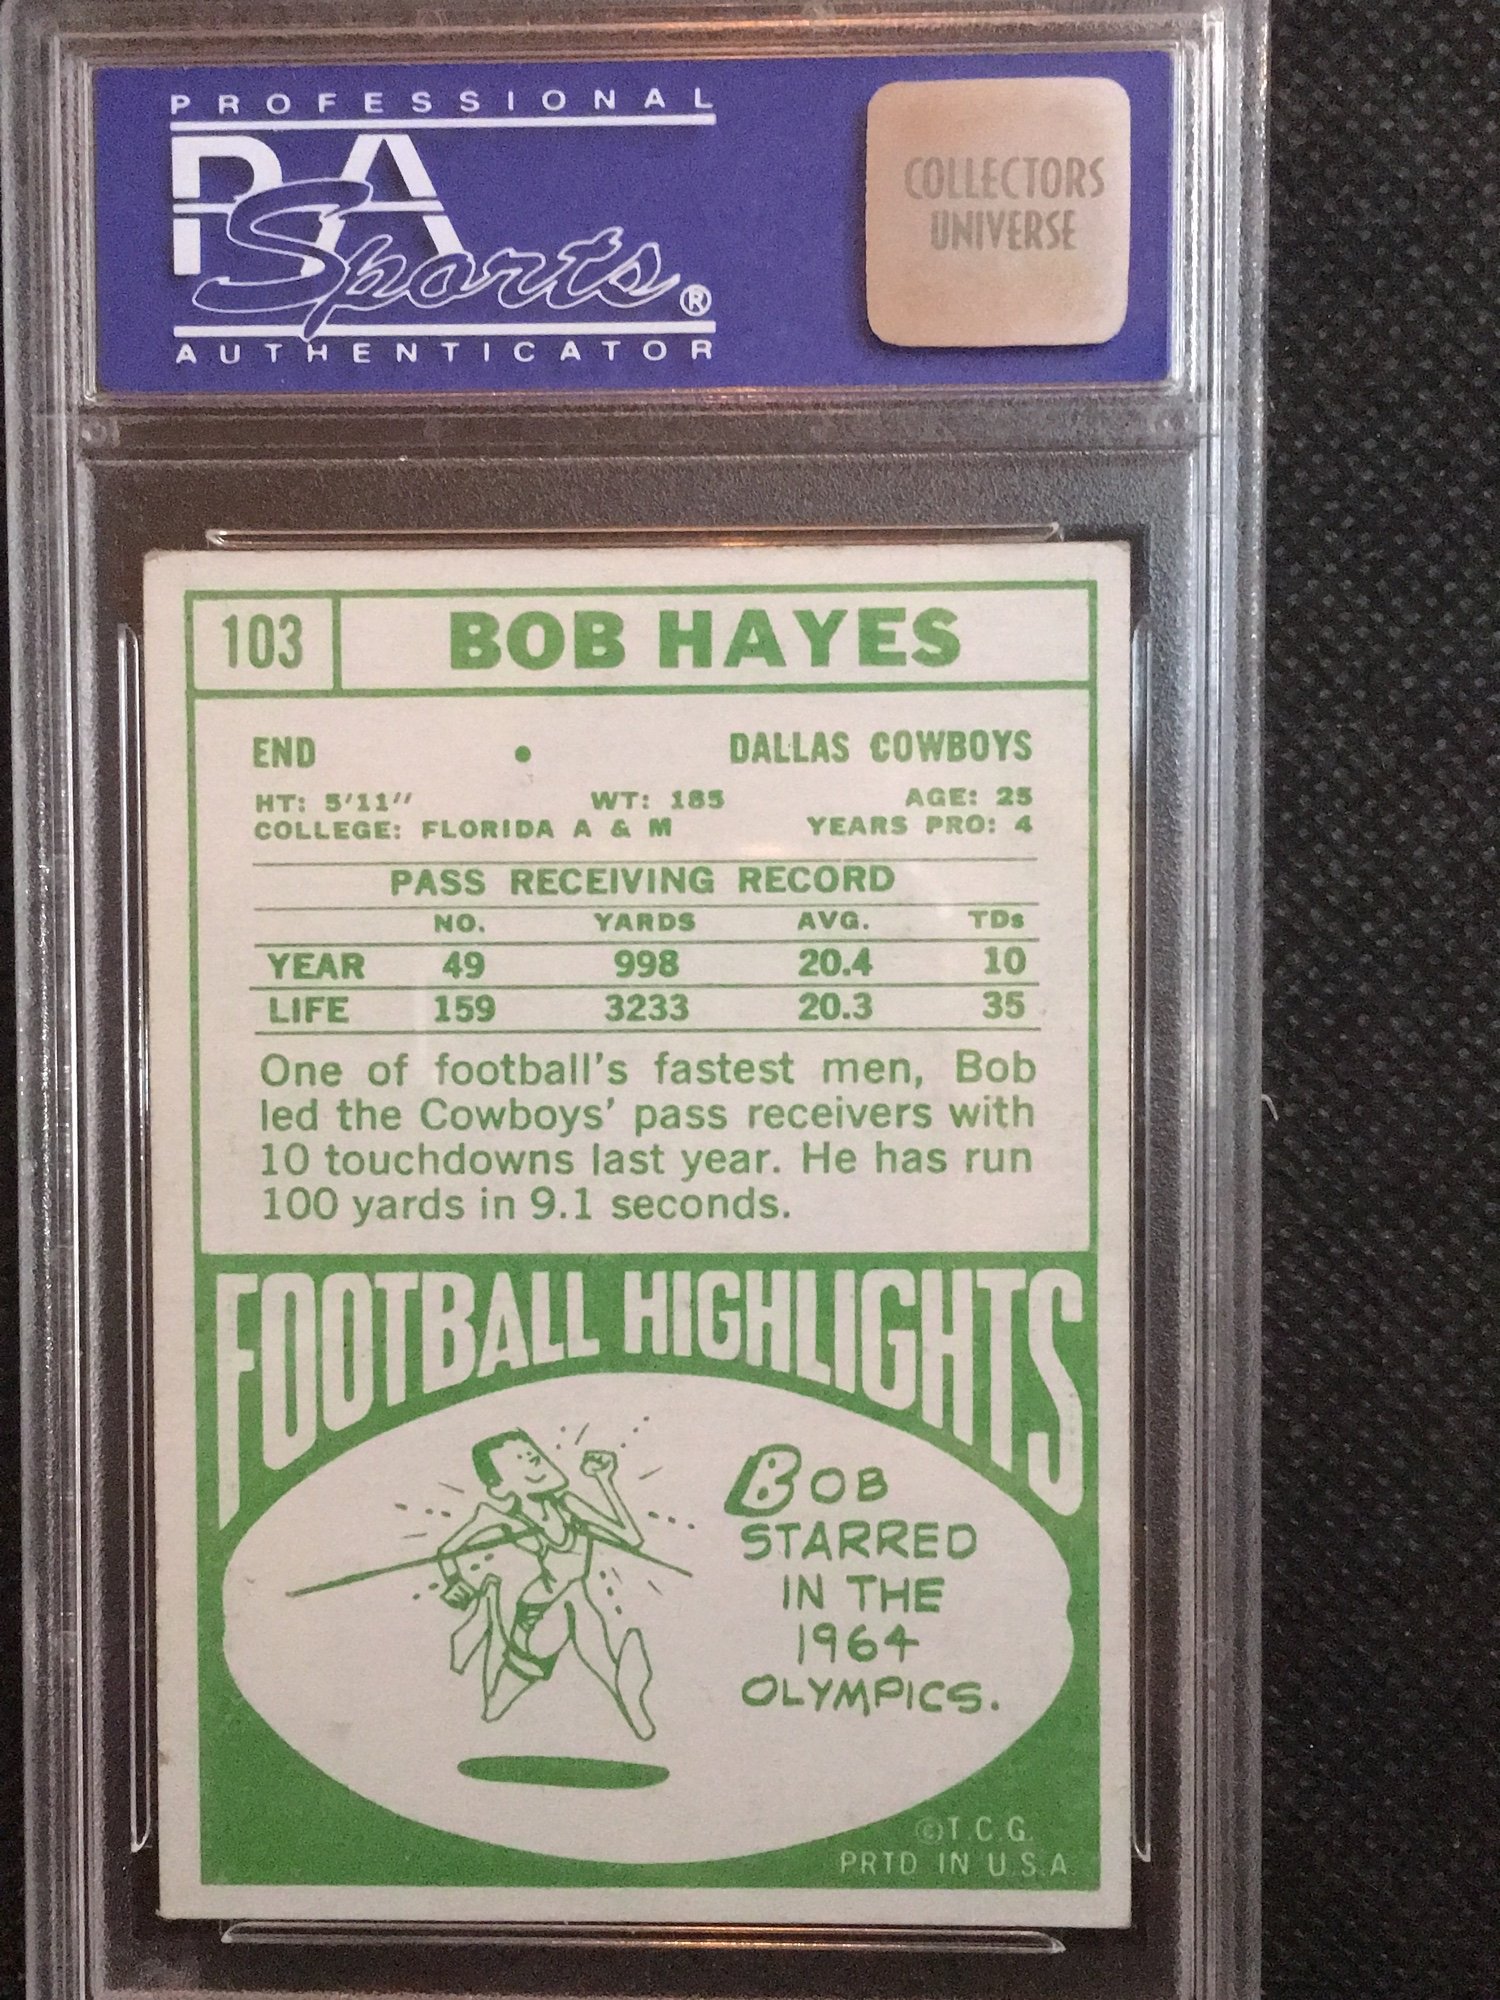 PROFESSIONAL
PSA
Sports®
AUTHENTICATOR
COLLECTORS
UNIVERSE
103 BOB HAYES
END • DALLAS COWBOYS
HT: 5'11" WT: 185 AGE: 25
COLLEGE: FLORIDA A & M YEARS PRO: 4
PASS RECEIVING RECORD
NO. YARDS AVG. TDs
YEAR 49 998 20.4 10
LIFE 159 3233 20.3 35
One of football's fastest men, Bob
led the Cowboys' pass receivers with
10 touchdowns last year. He has run
100 yards in 9.1 seconds.
FOOTBALL HIGHLIGHTS
BOB
STARRED
IN THE
1964
OLYMPICS.
©T.C.G.
PRTD IN U.S.A.